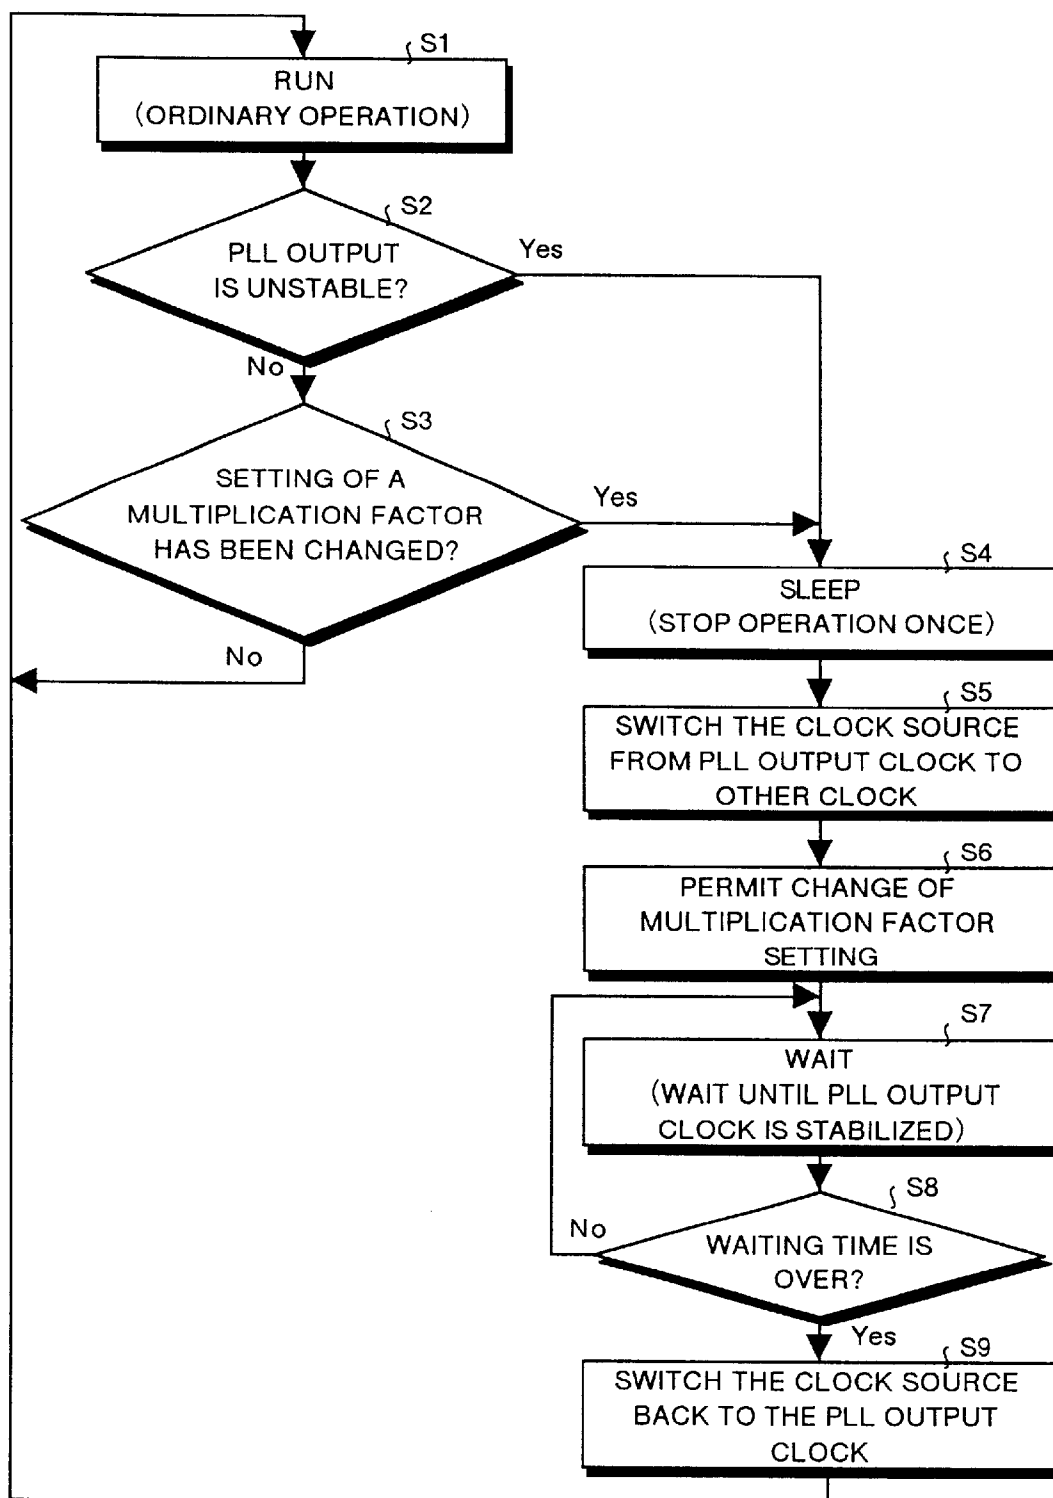 S1
RUN
(ORDINARY OPERATION)
S2
PLL OUTPUT
IS UNSTABLE?
Yes
No
S3
SETTING OF A
MULTIPLICATION FACTOR
HAS BEEN CHANGED?
Yes
No
S4
SLEEP
(STOP OPERATION ONCE)
S5
SWITCH THE CLOCK SOURCE
FROM PLL OUTPUT CLOCK TO
OTHER CLOCK
S6
PERMIT CHANGE OF
MULTIPLICATION FACTOR
SETTING
S7
WAIT
(WAIT UNTIL PLL OUTPUT
CLOCK IS STABILIZED)
S8
No
WAITING TIME IS
OVER?
Yes
S9
SWITCH THE CLOCK SOURCE
BACK TO THE PLL OUTPUT
CLOCK